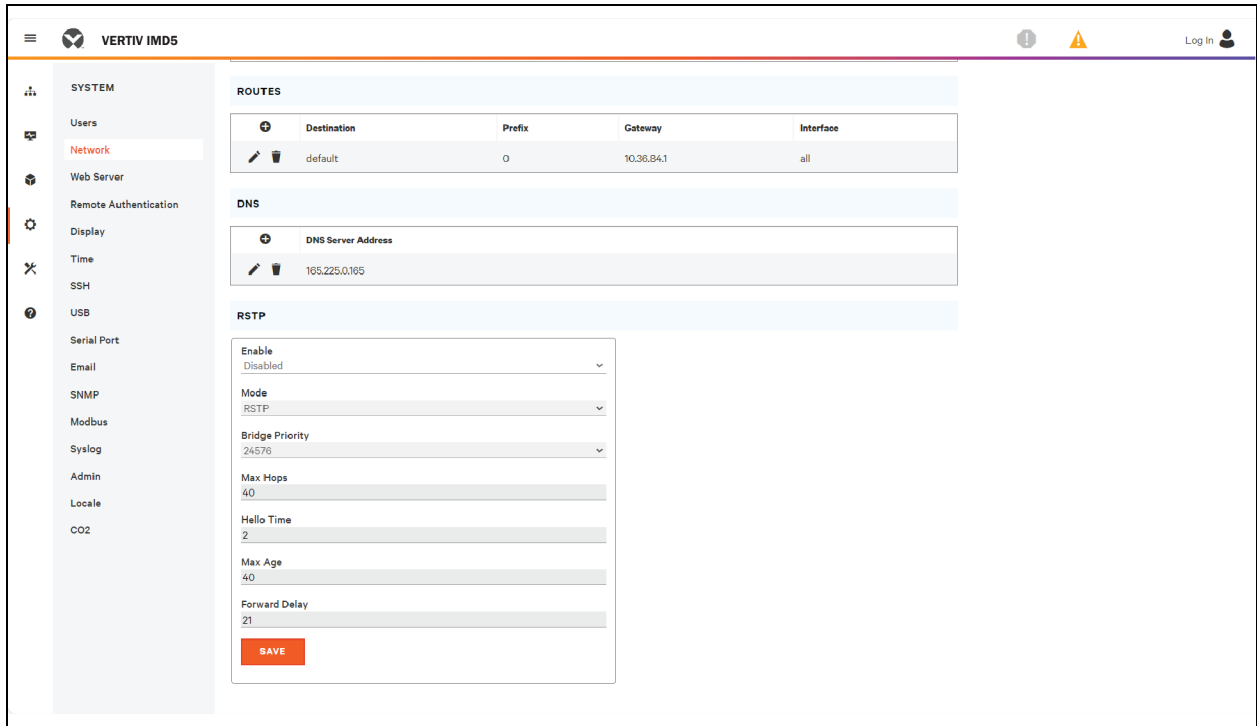 VERTIV IMD5
Log In
SYSTEM
Users
Network
Web Server
Remote Authentication
Display
Time
SSH
USB
Serial Port
Email
SNMP
Modbus
Syslog
Admin
Locale
CO2
ROUTES
Destination Prefix Gateway Interface
default 0 10.36.84.1 all
DNS
DNS Server Address
165.225.0.165
RSTP
Enable
Disabled
Mode
RSTP
Bridge Priority
24576
Max Hops
40
Hello Time
2
Max Age
40
Forward Delay
21
SAVE